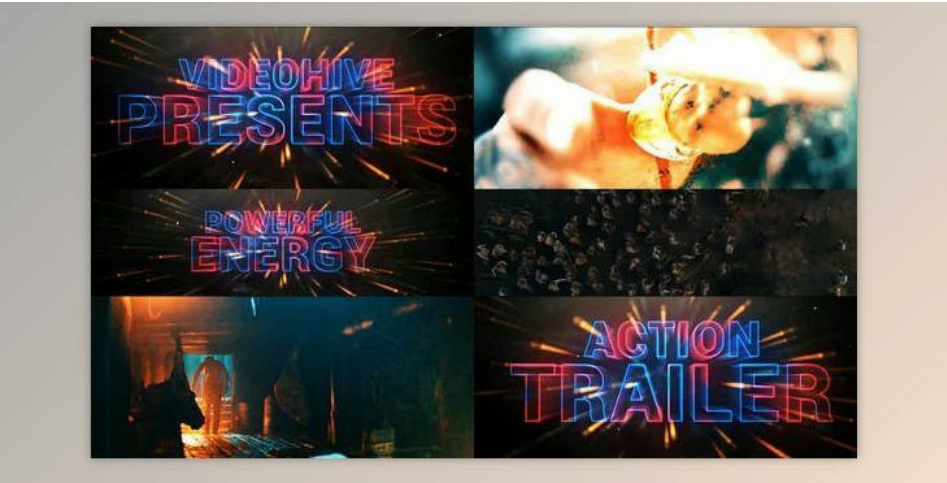 VIDEOHIVE
PRESENTS
POWERFUL
ENERGY
ACTION
TRAILER